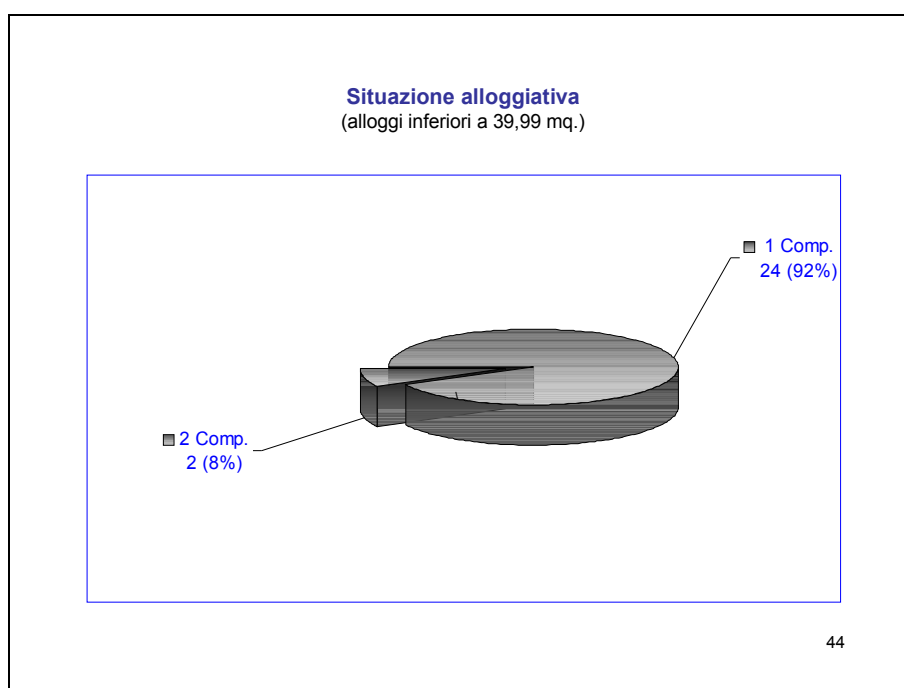 Situazione alloggiativa
(alloggi inferiori a 39,99 mq.)
1 Comp.
24 (92%)
2 Comp.
2 (8%)
44